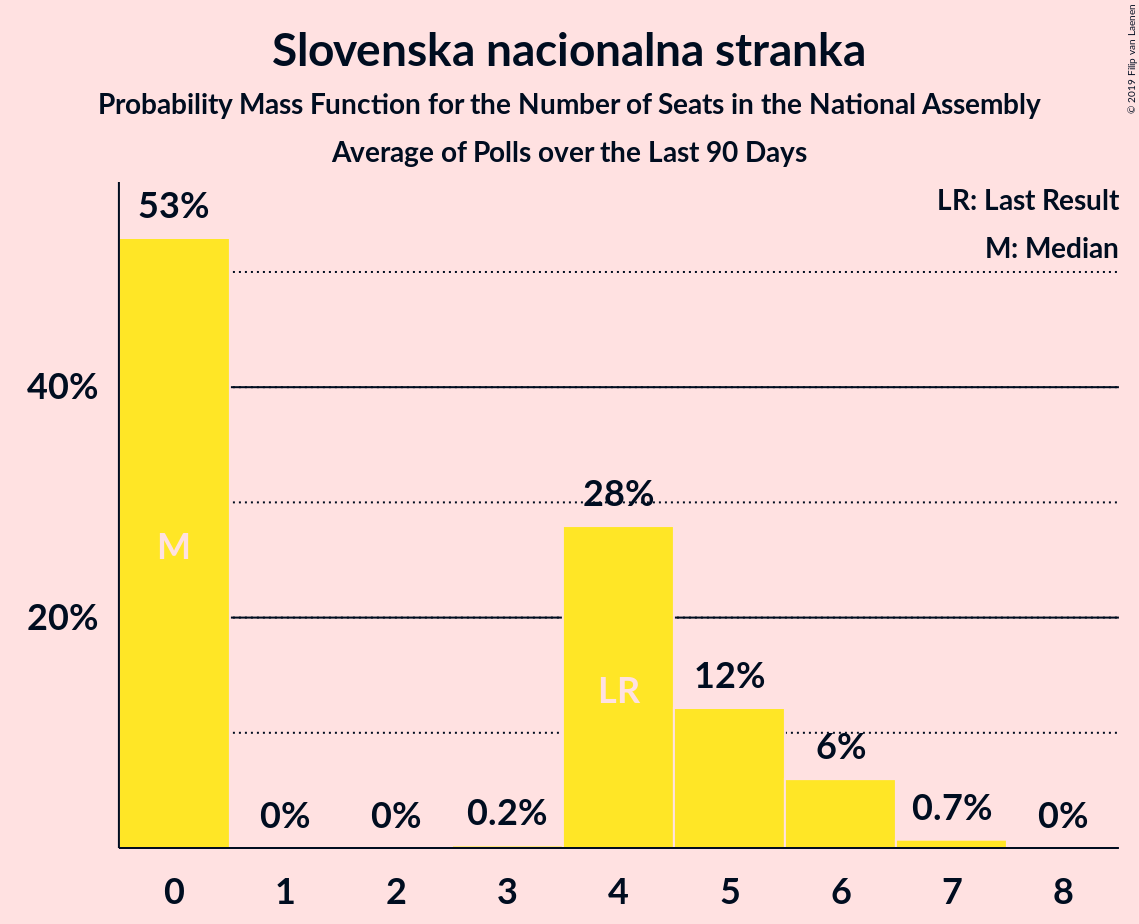 Slovenska nacionalna stranka
Probability Mass Function for the Number of Seats in the National Assembly
Average of Polls over the Last 90 Days
© 2019 Filip van Laenen
LR: Last Result
M: Median
53%
40%
28%
M
20%
12%
LR
6%
0%
0%
0.2%
0.7%
0%
0 1 2 3 4 5 6 7 8